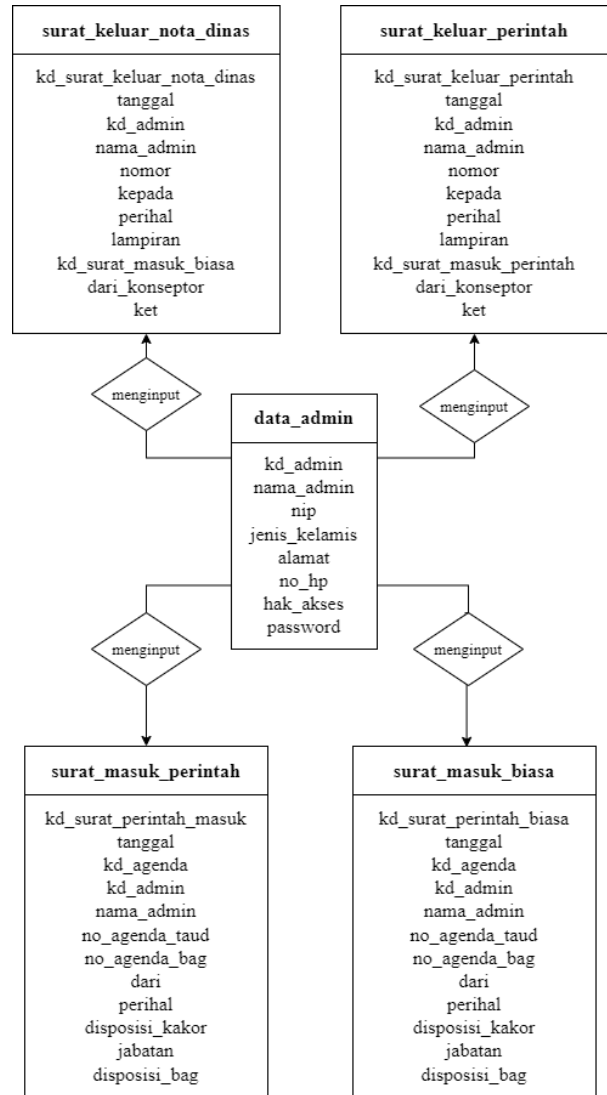 surat_keluar_nota_dinas
kd_surat_keluar_nota_dinas
tanggal
kd_admin
nama_admin
nomor
kepada
perihal
lampiran
kd_surat_masuk_biasa
dari_konseptor
ket
surat_keluar_perintah
kd_surat_keluar_perintah
tanggal
kd_admin
nama_admin
nomor
kepada
perihal
lampiran
kd_surat_masuk_perintah
dari_konseptor
ket
menginput
menginput
data_admin
kd_admin
nama_admin
nip
jenis_kelamis
alamat
no_hp
hak_akses
password
menginput
menginput
surat_masuk_perintah
kd_surat_perintah_masuk
tanggal
kd_agenda
kd_admin
nama_admin
no_agenda_taud
no_agenda_bag
dari
perihal
disposisi_kakor
jabatan
disposisi_bag
surat_masuk_biasa
kd_surat_perintah_biasa
tanggal
kd_agenda
kd_admin
nama_admin
no_agenda_taud
no_agenda_bag
dari
perihal
disposisi_kakor
jabatan
disposisi_bag